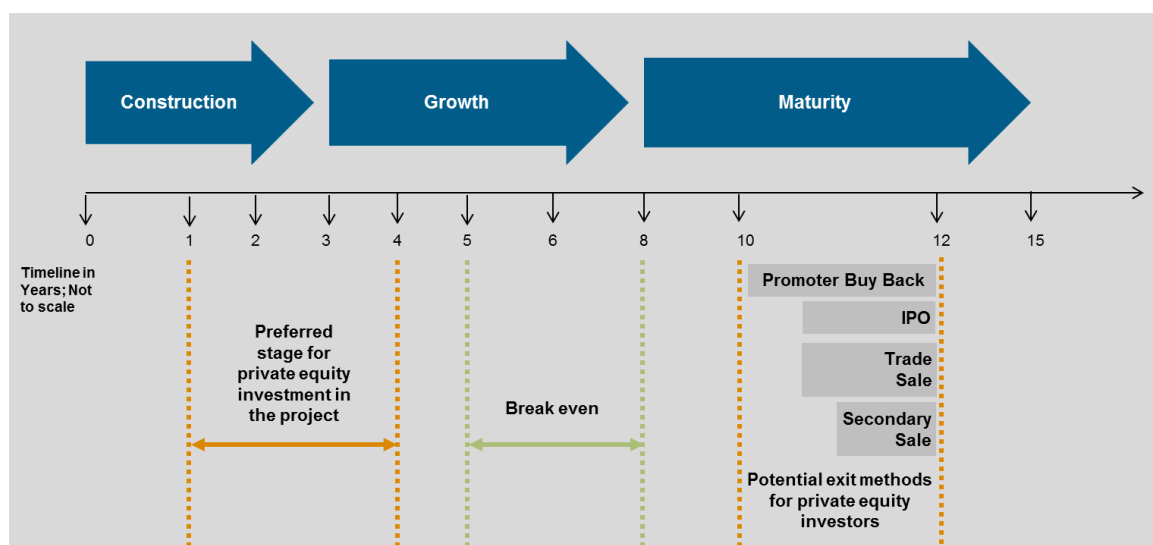 Construction
Growth
Maturity
0
1
2
3
4
5
6
8
10
12
15
Timeline in
Years; Not
to scale
Preferred
stage for
private equity
investment in
the project
Break even
Promoter Buy Back
IPO
Trade
Sale
Secondary
Sale
Potential exit methods
for private equity
investors